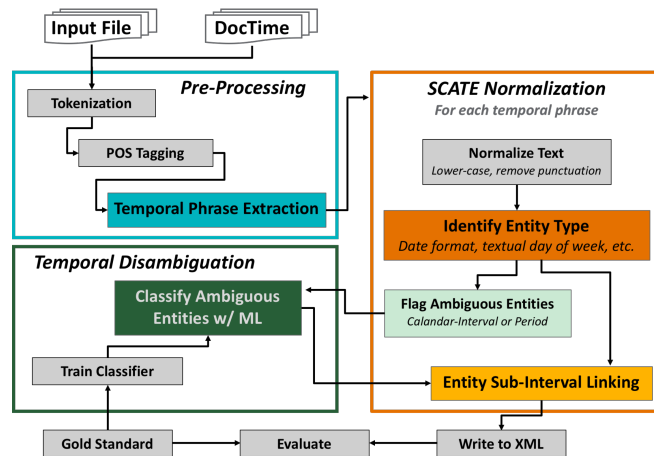 Input File
DocTime
Pre-Processing
Tokenization
POS Tagging
Temporal Phrase Extraction
SCATE Normalization
For each temporal phrase
Normalize Text
Lower-case, remove punctuation
Identify Entity Type
Date format, textual day of week, etc.
Flag Ambiguous Entities
Calandar-Interval or Period
Entity Sub-Interval Linking
Temporal Disambiguation
Classify Ambiguous
Entities w/ ML
Train Classifier
Gold Standard
Evaluate
Write to XML